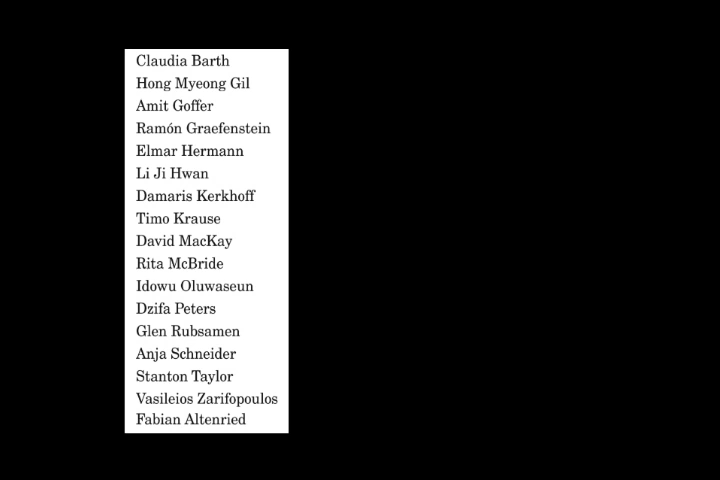 Claudia Barth
Hong Myeong Gil
Amit Goffer
Ramón Graefenstein
Elmar Hermann
Li Ji Hwan
Damaris Kerkhoff
Timo Krause
David MacKay
Rita McBride
Idowu Oluwaseun
Dzifa Peters
Glen Rubsamen
Anja Schneider
Stanton Taylor
Vasileios Zarifopoulos
Fabian Altenried